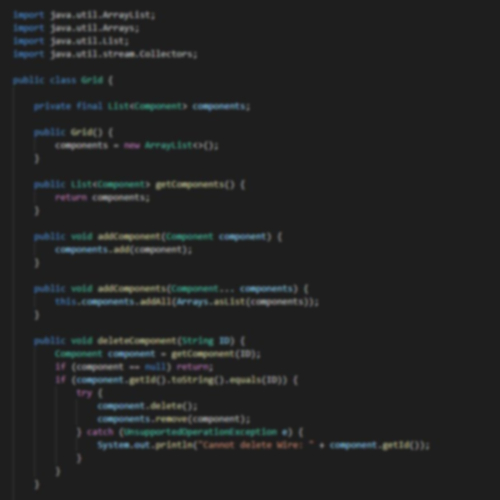 import java.util.ArrayList;
import java.util.Arrays;
import java.util.List;
import java.util.stream.Collectors;
public class Grid {
private final List<Component> components;
public Grid() {
components = new ArrayList<>();
}
public List<Component> getComponents() {
return components;
}
public void addComponent(Component component) {
components.add(component);
}
public void addComponents(Component... components) {
this.components.addAll(Arrays.asList(components));
}
public void deleteComponent(String ID) {
Component component = getComponent(ID);
if (component == null) return;
if (component.getId().toString().equals(ID)) {
try {
component.delete();
components.remove(component);
} catch (UnsupportedOperationException e) {
System.out.println("Cannot delete Wire: " + component.getId());
}
}
}